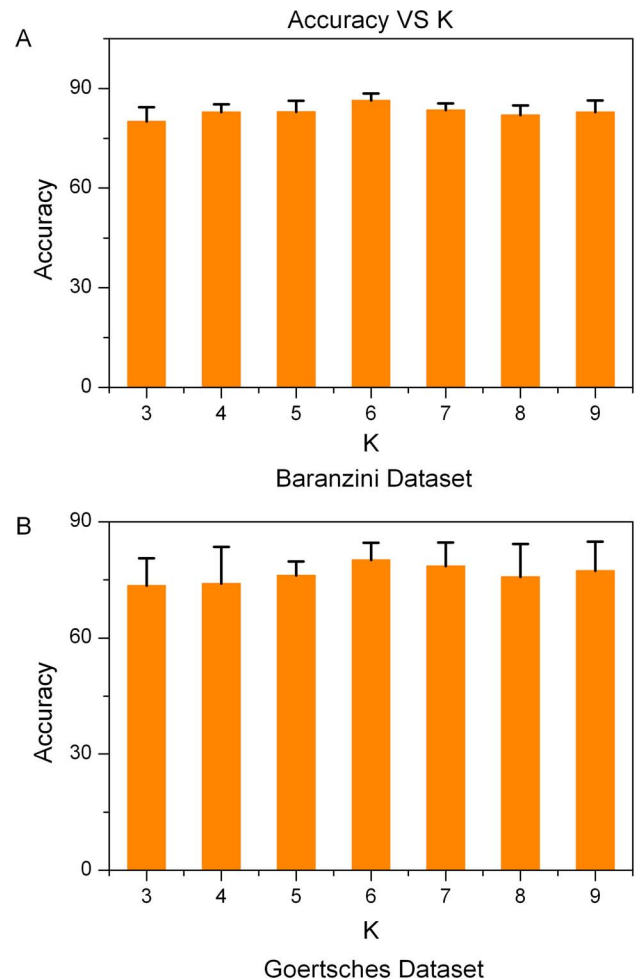 Accuracy VS K
A
90
60
30
0
Accuracy
3 4 5 6 7 8 9
K
Baranzini Dataset
B
90
60
30
0
Accuracy
3 4 5 6 7 8 9
K
Goertsches Dataset